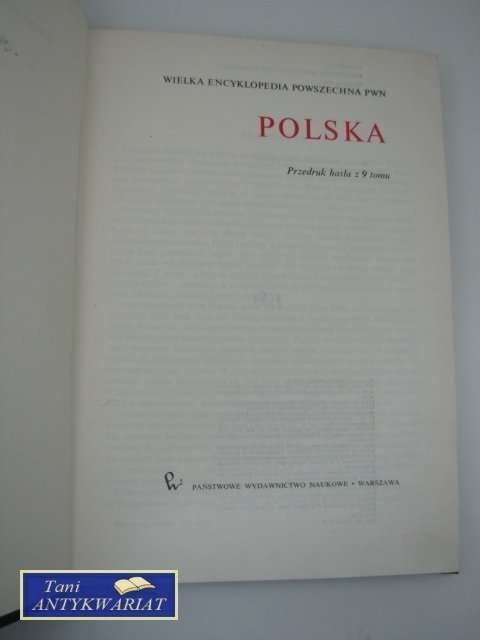 WIELKA ENCYKLOPEDIA POWSZECHNA PWN
POLSKA
Przedruk hasła z 9 tomu
PAŃSTWOWE WYDAWNICTWO NAUKOWE • WARSZAWA
Tani
ANTYKWARIAT